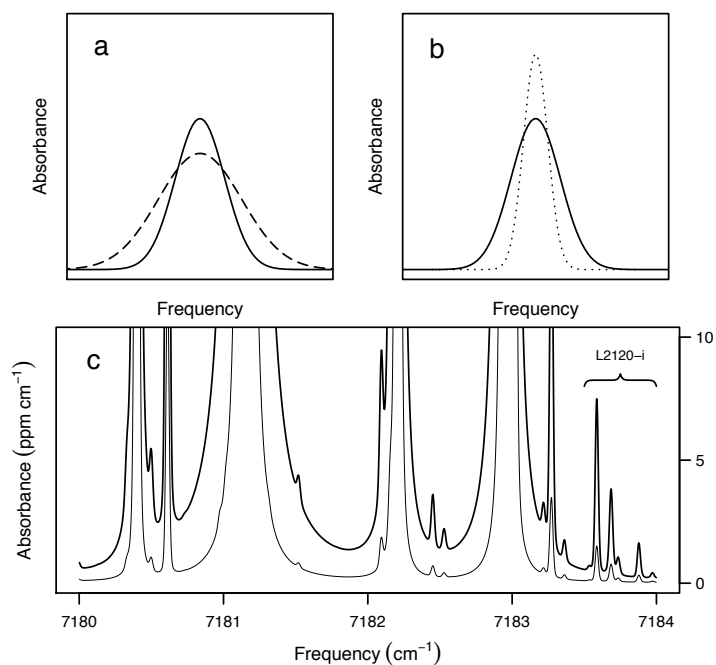 a
Absorbance
Frequency
b
Absorbance
Frequency
c
L2120−i
Absorbance (ppm cm⁻¹)
10
5
0
7180 7181 7182 7183 7184
Frequency (cm⁻¹)